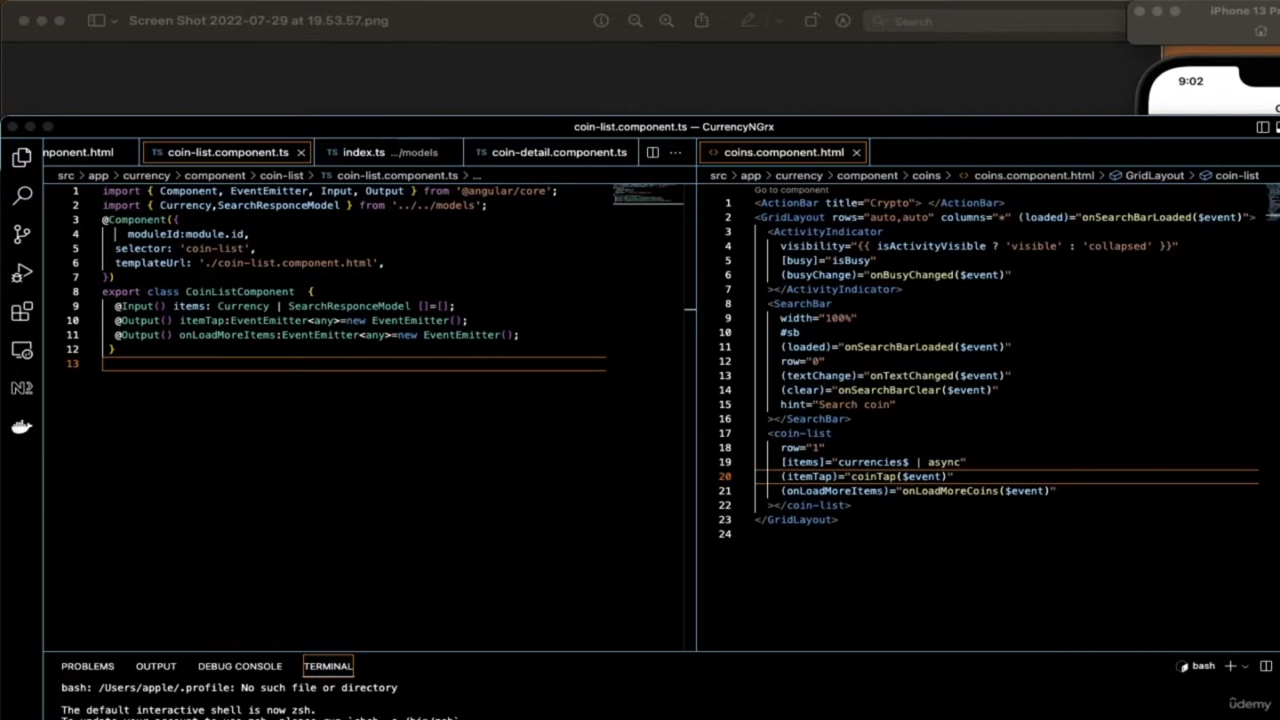 Screen Shot 2022-07-29 at 19.53.57.png
Search
iPhone 13 P
9:02
coin-list.component.ts — CurrencyNGrx
mponent.html
TS coin-list.component.ts
TS index.ts .../models
TS coin-detail.component.ts
coins.component.html
src > app > currency > component > coin-list > TS coin-list.component.ts > ...
1 import { Component, EventEmitter, Input, Output } from '@angular/core';
2 import { Currency,SearchResponceModel } from '../../models';
3 @Component({
4 moduleId:module.id,
5 selector: 'coin-list',
6 templateUrl: './coin-list.component.html',
7 })
8 export class CoinListComponent {
9 @Input() items: Currency | SearchResponceModel []=[];
10 @Output() itemTap:EventEmitter<any>=new EventEmitter();
11 @Output() onLoadMoreItems:EventEmitter<any>=new EventEmitter();
12 }
13
src > app > currency > component > coins > coins.component.html > GridLayout > coin-list
Go to component
1 <ActionBar title="Crypto"> </ActionBar>
2 <GridLayout rows="auto,auto" columns="*" (loaded)="onSearchBarLoaded($event)">
3 <ActivityIndicator
4 visibility="{{ isActivityVisible ? 'visible' : 'collapsed' }}"
5 [busy]="isBusy"
6 (busyChange)="onBusyChanged($event)"
7 ></ActivityIndicator>
8 <SearchBar
9 width="100%"
10 #sb
11 (loaded)="onSearchBarLoaded($event)"
12 row="0"
13 (textChange)="onTextChanged($event)"
14 (clear)="onSearchBarClear($event)"
15 hint="Search coin"
16 ></SearchBar>
17 <coin-list
18 row="1"
19 [items]="currencies$ | async"
20 (itemTap)="coinTap($event)"
21 (onLoadMoreItems)="onLoadMoreCoins($event)"
22 ></coin-list>
23 </GridLayout>
24
PROBLEMS OUTPUT DEBUG CONSOLE TERMINAL
bash
bash: /Users/apple/.profile: No such file or directory
The default interactive shell is now zsh.
ûdemy